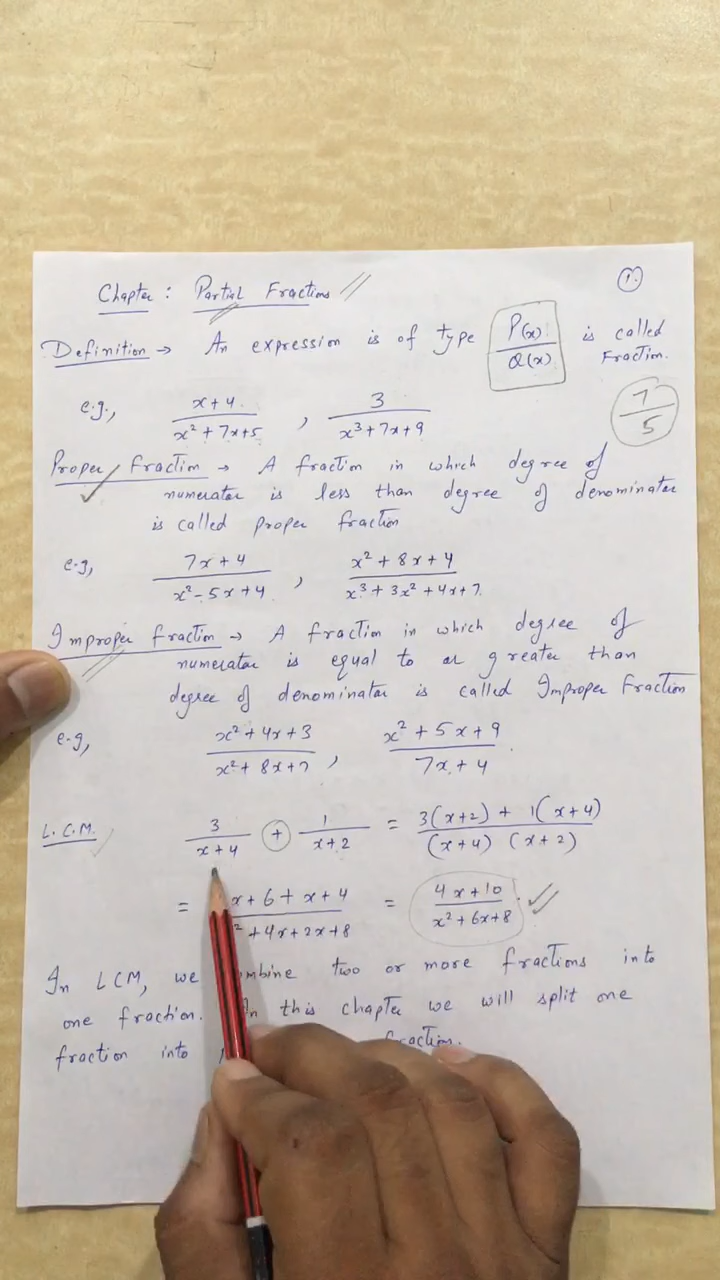 Chapter : Partial Fractions
1.
Definition → An expression is of type P(x)/Q(x) is called Fraction.
e.g., x+4/x²+7x+5 , 3/x³+7x+9
7/5
Proper Fraction → A fraction in which degree of
numerator is less than degree of denominator
is called proper fraction
e.g, 7x+4/x²-5x+4 , x²+8x+4/x³+3x²+4x+7
Improper fraction → A fraction in which degree of
numerator is equal to or greater than
degree of denominator is called Improper Fraction
e.g, x²+4x+3/x²+8x+7 , x²+5x+9/7x+4
L.C.M. 3/x+4 + 1/x+2 = 3(x+2) + 1(x+4)/(x+4) (x+2)
= x+6+x+4/² +4x+2x+8 = 4x+10/x²+6x+8
In LCM, we combine two or more fractions into
one fraction. In this chapter we will split one
fraction into fraction.